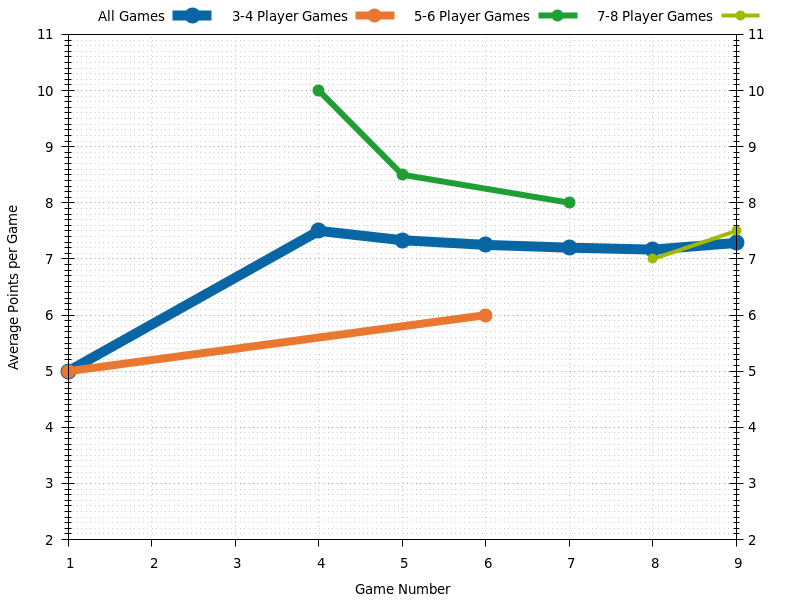 All Games 3-4 Player Games 5-6 Player Games 7-8 Player Games
11 11
10 10
9 9
8 8
7 7
6 6
5 5
4 4
3 3
2 2
1 2 3 4 5 6 7 8 9
Average Points per Game
Game Number